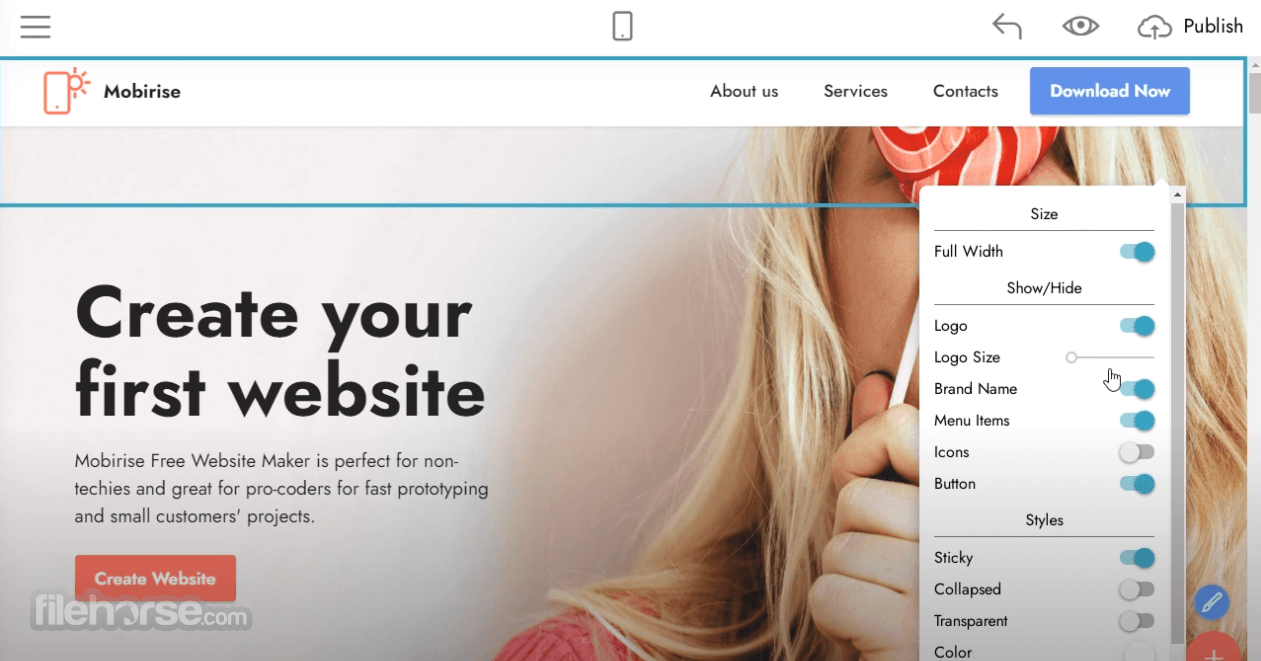 Publish
Mobirise
About us
Services
Contacts
Download Now
Create your
first website
Mobirise Free Website Maker is perfect for non-
techies and great for pro-coders for fast prototyping
and small customers' projects.
Create Website
filehorse.com
Size
Full Width
Show/Hide
Logo
Logo Size
Brand Name
Menu Items
Icons
Button
Styles
Sticky
Collapsed
Transparent
Color